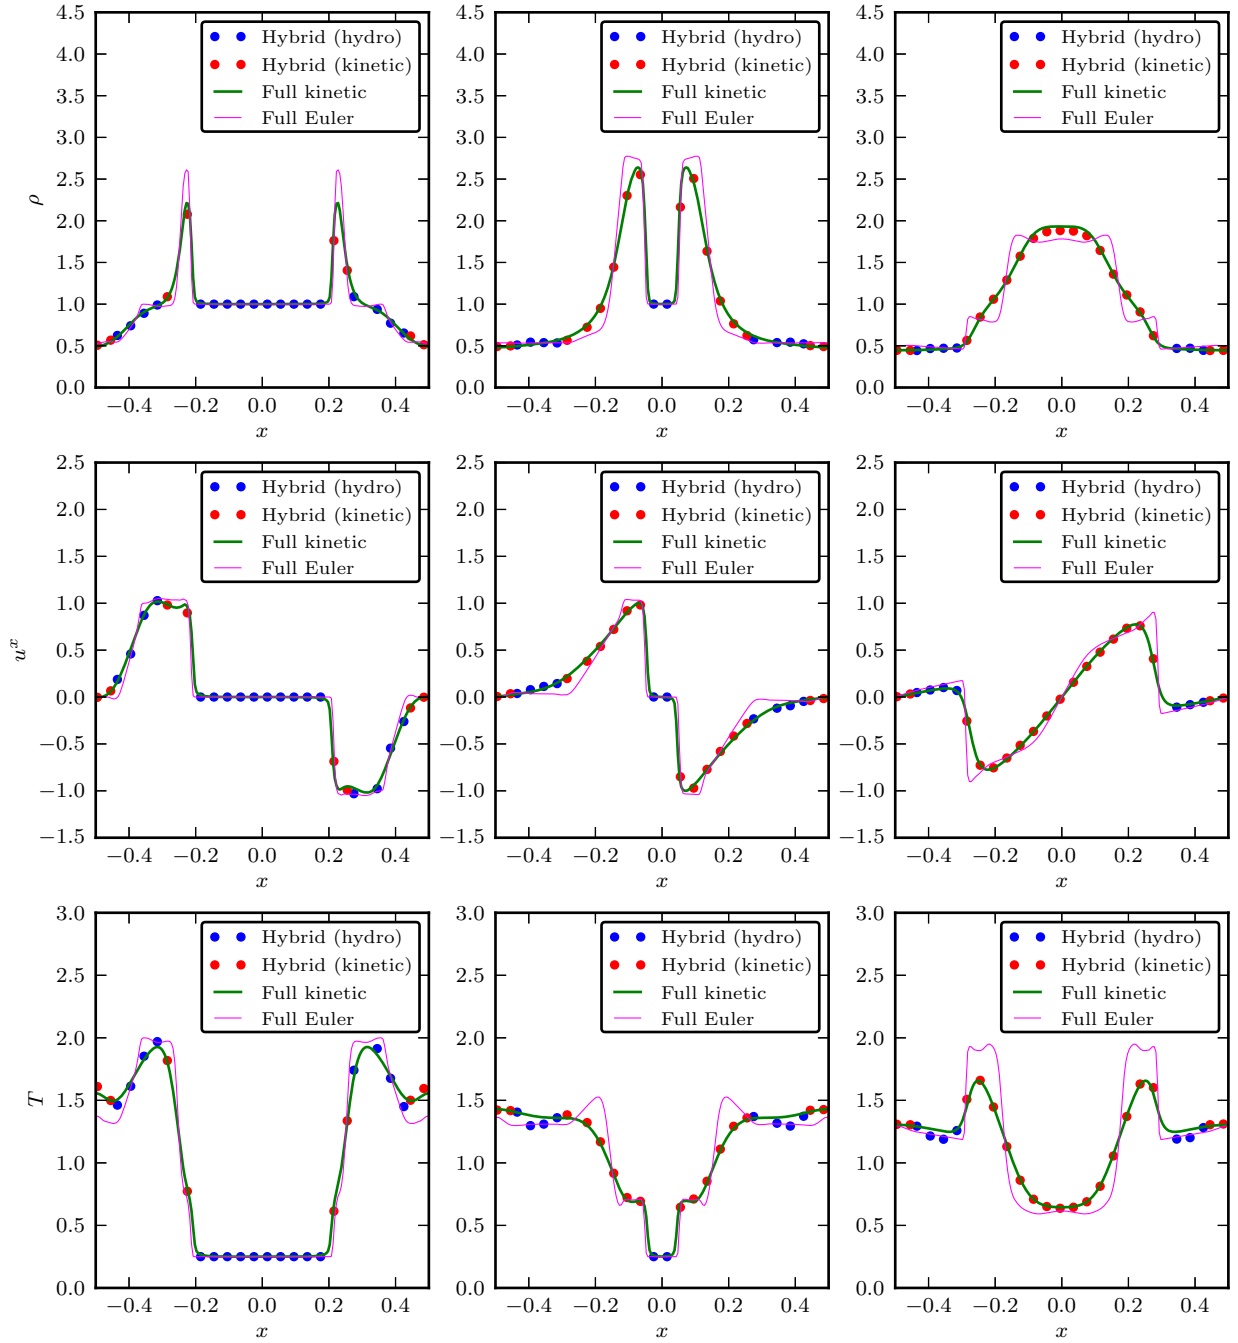 4.5
4.0
3.5
3.0
2.5
2.0
1.5
1.0
0.5
0.0
ρ
Hybrid (hydro)
Hybrid (kinetic)
Full kinetic
Full Euler
−0.4 −0.2 0.0 0.2 0.4
x
4.5
4.0
3.5
3.0
2.5
2.0
1.5
1.0
0.5
0.0
Hybrid (hydro)
Hybrid (kinetic)
Full kinetic
Full Euler
−0.4 −0.2 0.0 0.2 0.4
x
4.5
4.0
3.5
3.0
2.5
2.0
1.5
1.0
0.5
0.0
Hybrid (hydro)
Hybrid (kinetic)
Full kinetic
Full Euler
−0.4 −0.2 0.0 0.2 0.4
x
2.5
2.0
1.5
1.0
0.5
0.0
−0.5
−1.0
−1.5
u^x
Hybrid (hydro)
Hybrid (kinetic)
Full kinetic
Full Euler
−0.4 −0.2 0.0 0.2 0.4
x
2.5
2.0
1.5
1.0
0.5
0.0
−0.5
−1.0
−1.5
Hybrid (hydro)
Hybrid (kinetic)
Full kinetic
Full Euler
−0.4 −0.2 0.0 0.2 0.4
x
2.5
2.0
1.5
1.0
0.5
0.0
−0.5
−1.0
−1.5
Hybrid (hydro)
Hybrid (kinetic)
Full kinetic
Full Euler
−0.4 −0.2 0.0 0.2 0.4
x
3.0
2.5
2.0
1.5
1.0
0.5
0.0
T
Hybrid (hydro)
Hybrid (kinetic)
Full kinetic
Full Euler
−0.4 −0.2 0.0 0.2 0.4
x
3.0
2.5
2.0
1.5
1.0
0.5
0.0
Hybrid (hydro)
Hybrid (kinetic)
Full kinetic
Full Euler
−0.4 −0.2 0.0 0.2 0.4
x
3.0
2.5
2.0
1.5
1.0
0.5
0.0
Hybrid (hydro)
Hybrid (kinetic)
Full kinetic
Full Euler
−0.4 −0.2 0.0 0.2 0.4
x